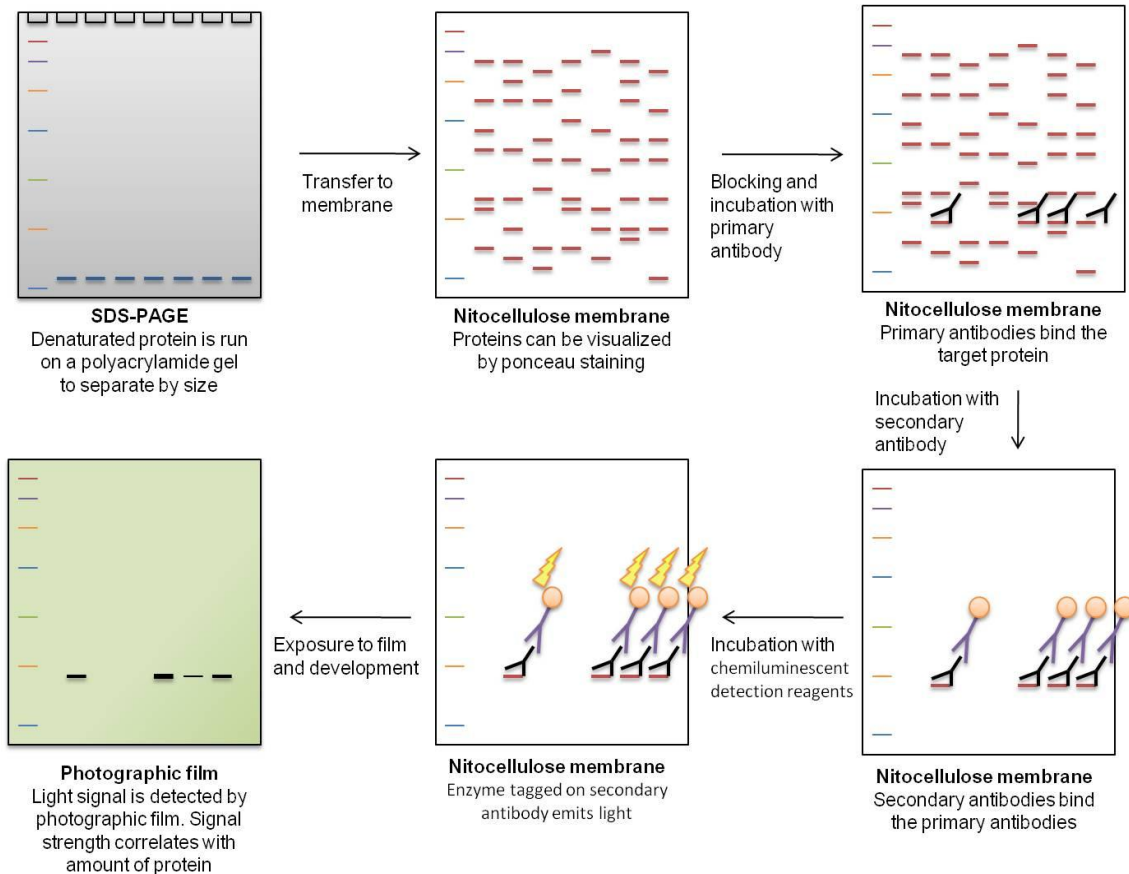 SDS-PAGE
Denaturated protein is run
on a polyacrylamide gel
to separate by size
Transfer to
membrane
Nitocellulose membrane
Proteins can be visualized
by ponceau staining
Blocking and
incubation with
primary
antibody
Nitocellulose membrane
Primary antibodies bind the
target protein
Incubation with
secondary
antibody
Nitocellulose membrane
Secondary antibodies bind
the primary antibodies
Incubation with
chemiluminescent
detection reagents
Nitocellulose membrane
Enzyme tagged on secondary
antibody emits light
Exposure to film
and development
Photographic film
Light signal is detected by
photographic film. Signal
strength correlates with
amount of protein